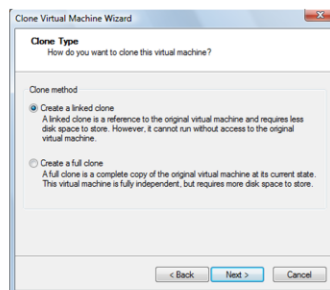 Clone Virtual Machine Wizard
Clone Type
How do you want to clone this virtual machine?
Clone method
Create a linked clone
A linked clone is a reference to the original virtual machine and requires less
disk space to store. However, it cannot run without access to the original
virtual machine.
Create a full clone
A full clone is a complete copy of the original virtual machine at its current state.
This virtual machine is fully independent, but requires more disk space to store.
< Back Next > Cancel